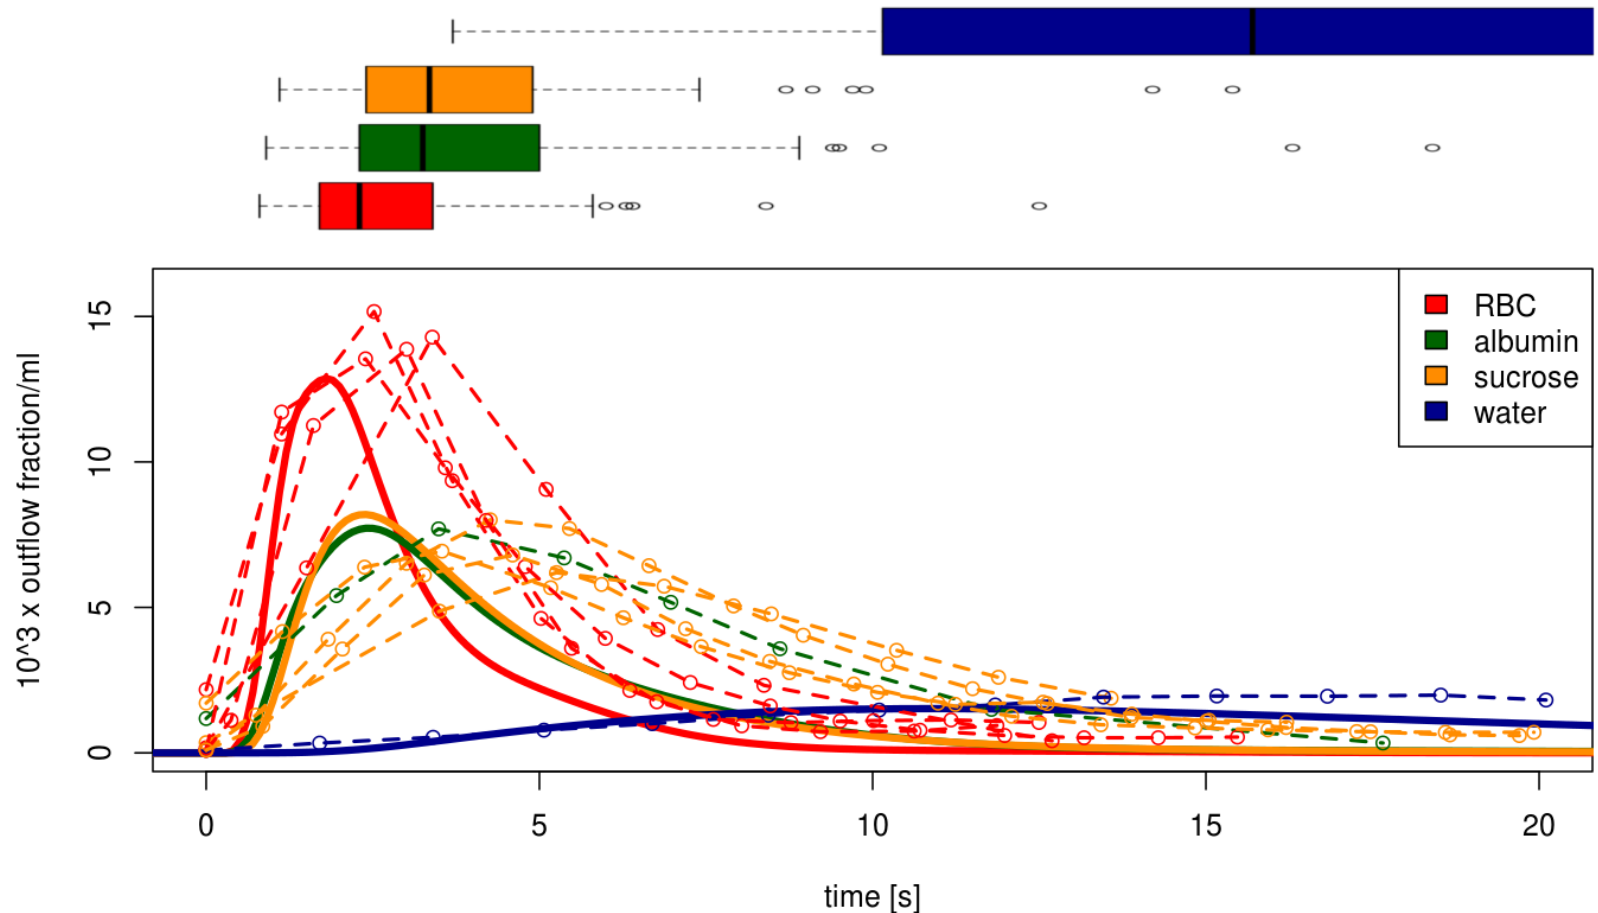 RBC
albumin
sucrose
water
10^3 x outflow fraction/ml
15
10
5
0
0 5 10 15 20
time [s]